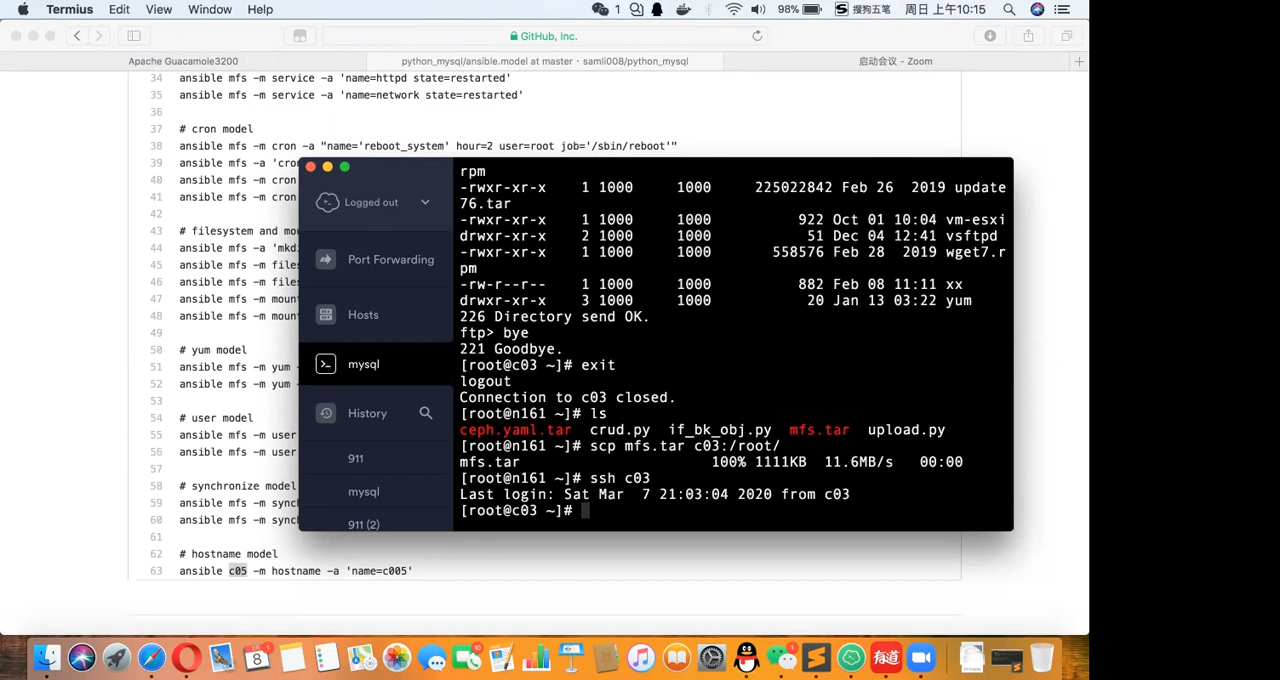 Termius Edit View Window Help 1 98% 搜狗五笔 周日 上午10:15
GitHub, Inc.
Apache Guacamole3200 python_mysql/ansible.model at master · samli008/python_mysql 启动会议 - Zoom
34 ansible mfs -m service -a 'name=httpd state=restarted'
35 ansible mfs -m service -a 'name=network state=restarted'
36
37 # cron model
38 ansible mfs -m cron -a "name='reboot_system' hour=2 user=root job='/sbin/reboot'"
39 ansible mfs -m cron -a 'cron
40 ansible mfs -m cron
41 ansible mfs -m cron
42
43 # filesystem and mou
44 ansible mfs -a 'mkdi
45 ansible mfs -m files
46 ansible mfs -m files
47 ansible mfs -m mount
48 ansible mfs -m mount
49
50 # yum model
51 ansible mfs -m yum -
52 ansible mfs -m yum -
53
54 # user model
55 ansible mfs -m user
56 ansible mfs -m user
57
58 # synchronize model
59 ansible mfs -m sync
60 ansible mfs -m sync
61
62 # hostname model
63 ansible c05 -m hostname -a 'name=c005'
Logged out
Port Forwarding
Hosts
mysql
History
911
mysql
911 (2)
rpm
-rwxr-xr-x 1 1000 1000 225022842 Feb 26 2019 update
76.tar
-rwxr-xr-x 1 1000 1000 922 Oct 01 10:04 vm-esxi
drwxr-xr-x 2 1000 1000 51 Dec 04 12:41 vsftpd
-rwxr-xr-x 1 1000 1000 558576 Feb 28 2019 wget7.r
pm
-rw-r--r-- 1 1000 1000 882 Feb 08 11:11 xx
drwxr-xr-x 3 1000 1000 20 Jan 13 03:22 yum
226 Directory send OK.
ftp> bye
221 Goodbye.
[root@c03 ~]# exit
logout
Connection to c03 closed.
[root@n161 ~]# ls
ceph.yaml.tar crud.py if_bk_obj.py mfs.tar upload.py
[root@n161 ~]# scp mfs.tar c03:/root/
mfs.tar 100% 1111KB 11.6MB/s 00:00
[root@n161 ~]# ssh c03
Last login: Sat Mar 7 21:03:04 2020 from c03
[root@c03 ~]#
8
有道